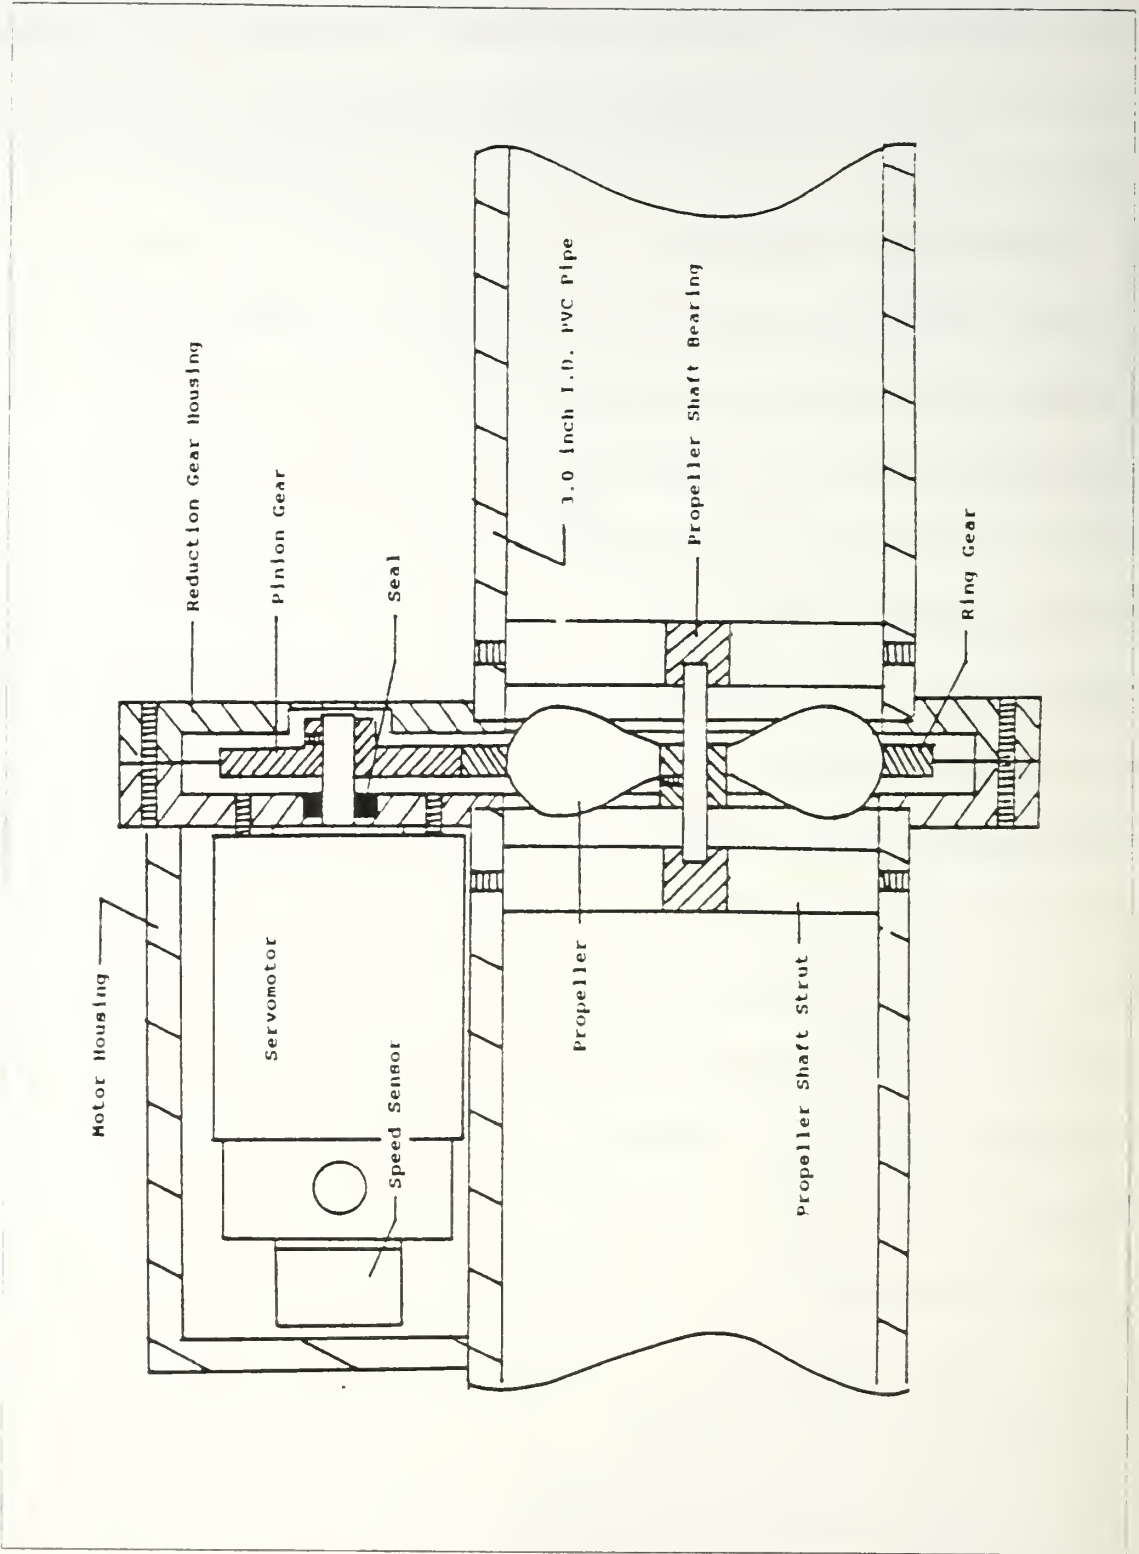 Motor Housing
Reduction Gear Housing
Servomotor
Pinion Gear
Speed Sensor
Seal
3.0 inch I.D. PVC Pipe
Propeller
Propeller Shaft Bearing
Propeller Shaft Strut
Ring Gear